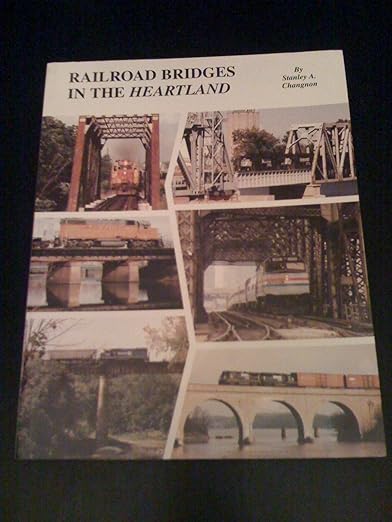 RAILROAD BRIDGES
IN THE HEARTLAND
By
Stanley A.
Changnon